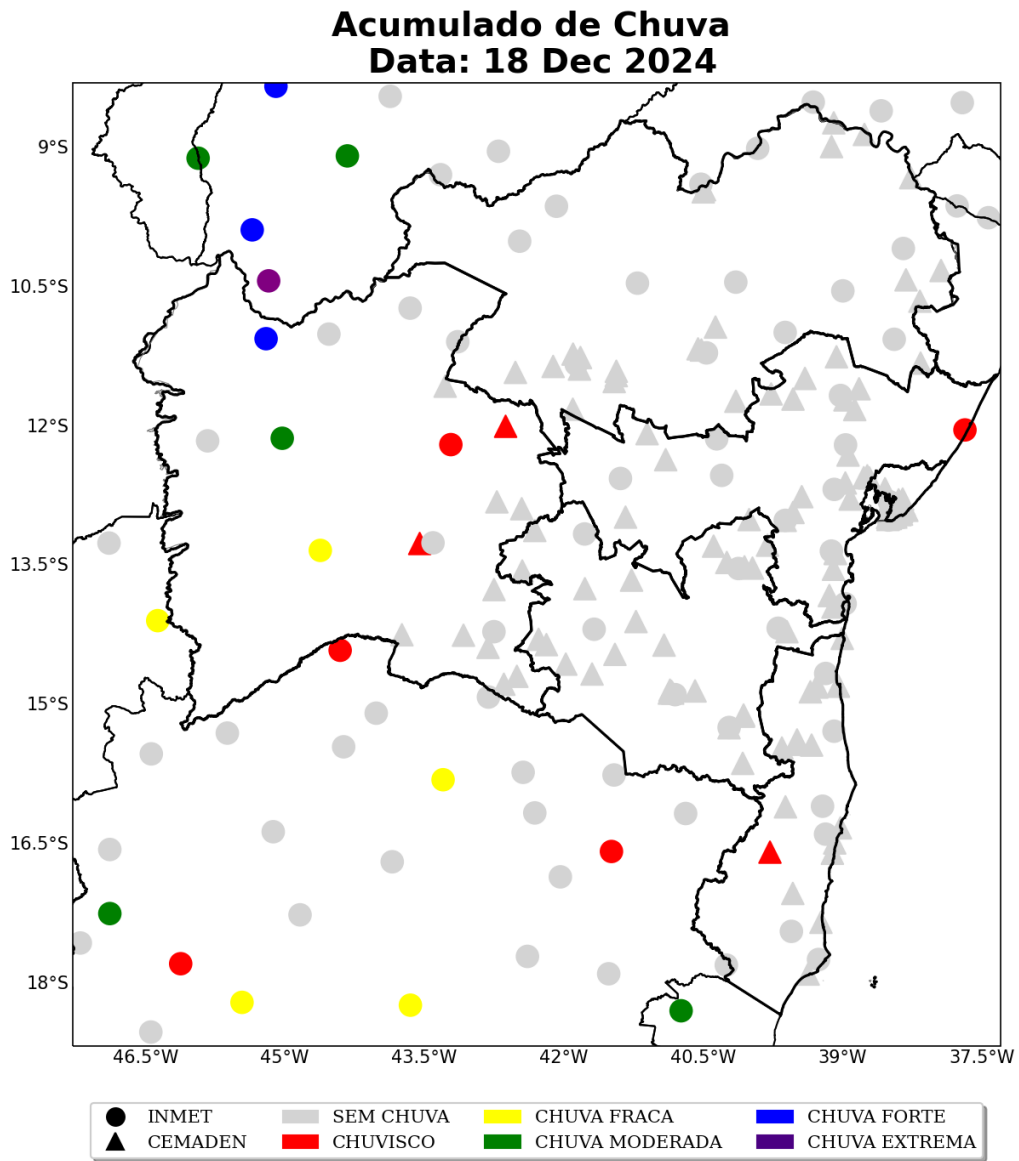 Acumulado de Chuva
Data: 18 Dec 2024
9°S
10.5°S
12°S
13.5°S
15°S
16.5°S
18°S
46.5°W 45°W 43.5°W 42°W 40.5°W 39°W 37.5°W
INMET SEM CHUVA CHUVA FRACA CHUVA FORTE
CEMADEN CHUVISCO CHUVA MODERADA CHUVA EXTREMA